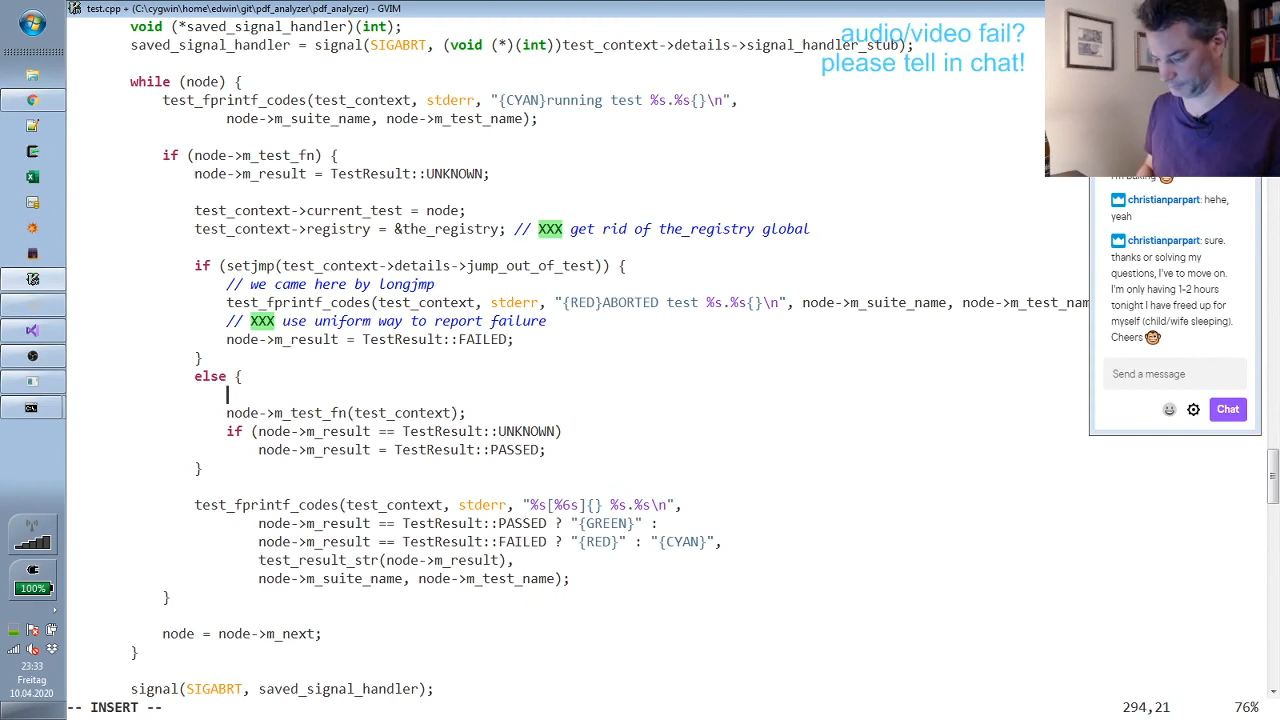 test.cpp + (C:\cygwin\home\edwin\git\pdf_analyzer\pdf_analyzer) - GVIM
void (*saved_signal_handler)(int);
saved_signal_handler = signal(SIGABRT, (void (*)(int))test_context->details->signal_handler_stub);
while (node) {
test_fprintf_codes(test_context, stderr, "{CYAN}running test %s.%s{}\n",
node->m_suite_name, node->m_test_name);
if (node->m_test_fn) {
node->m_result = TestResult::UNKNOWN;
test_context->current_test = node;
test_context->registry = &the_registry; // XXX get rid of the_registry global
if (setjmp(test_context->details->jump_out_of_test)) {
// we came here by longjmp
test_fprintf_codes(test_context, stderr, "{RED}ABORTED test %s.%s{}\n", node->m_suite_name, node->m_test_nam
// XXX use uniform way to report failure
node->m_result = TestResult::FAILED;
}
else {
node->m_test_fn(test_context);
if (node->m_result == TestResult::UNKNOWN)
node->m_result = TestResult::PASSED;
}
test_fprintf_codes(test_context, stderr, "%s[%6s]{} %s.%s\n",
node->m_result == TestResult::PASSED ? "{GREEN}" :
node->m_result == TestResult::FAILED ? "{RED}" : "{CYAN}",
test_result_str(node->m_result),
node->m_suite_name, node->m_test_name);
}
node = node->m_next;
}
signal(SIGABRT, saved_signal_handler);
-- INSERT --
294,21
76%
audio/video fail?
please tell in chat!
christianparpart: hehe,
yeah
christianparpart: sure.
thanks or solving my
questions, I've to move on.
I'm only having 1-2 hours
tonight I have freed up for
myself (child/wife sleeping).
Cheers
Send a message
Chat
100%
23:33
Freitag
10.04.2020